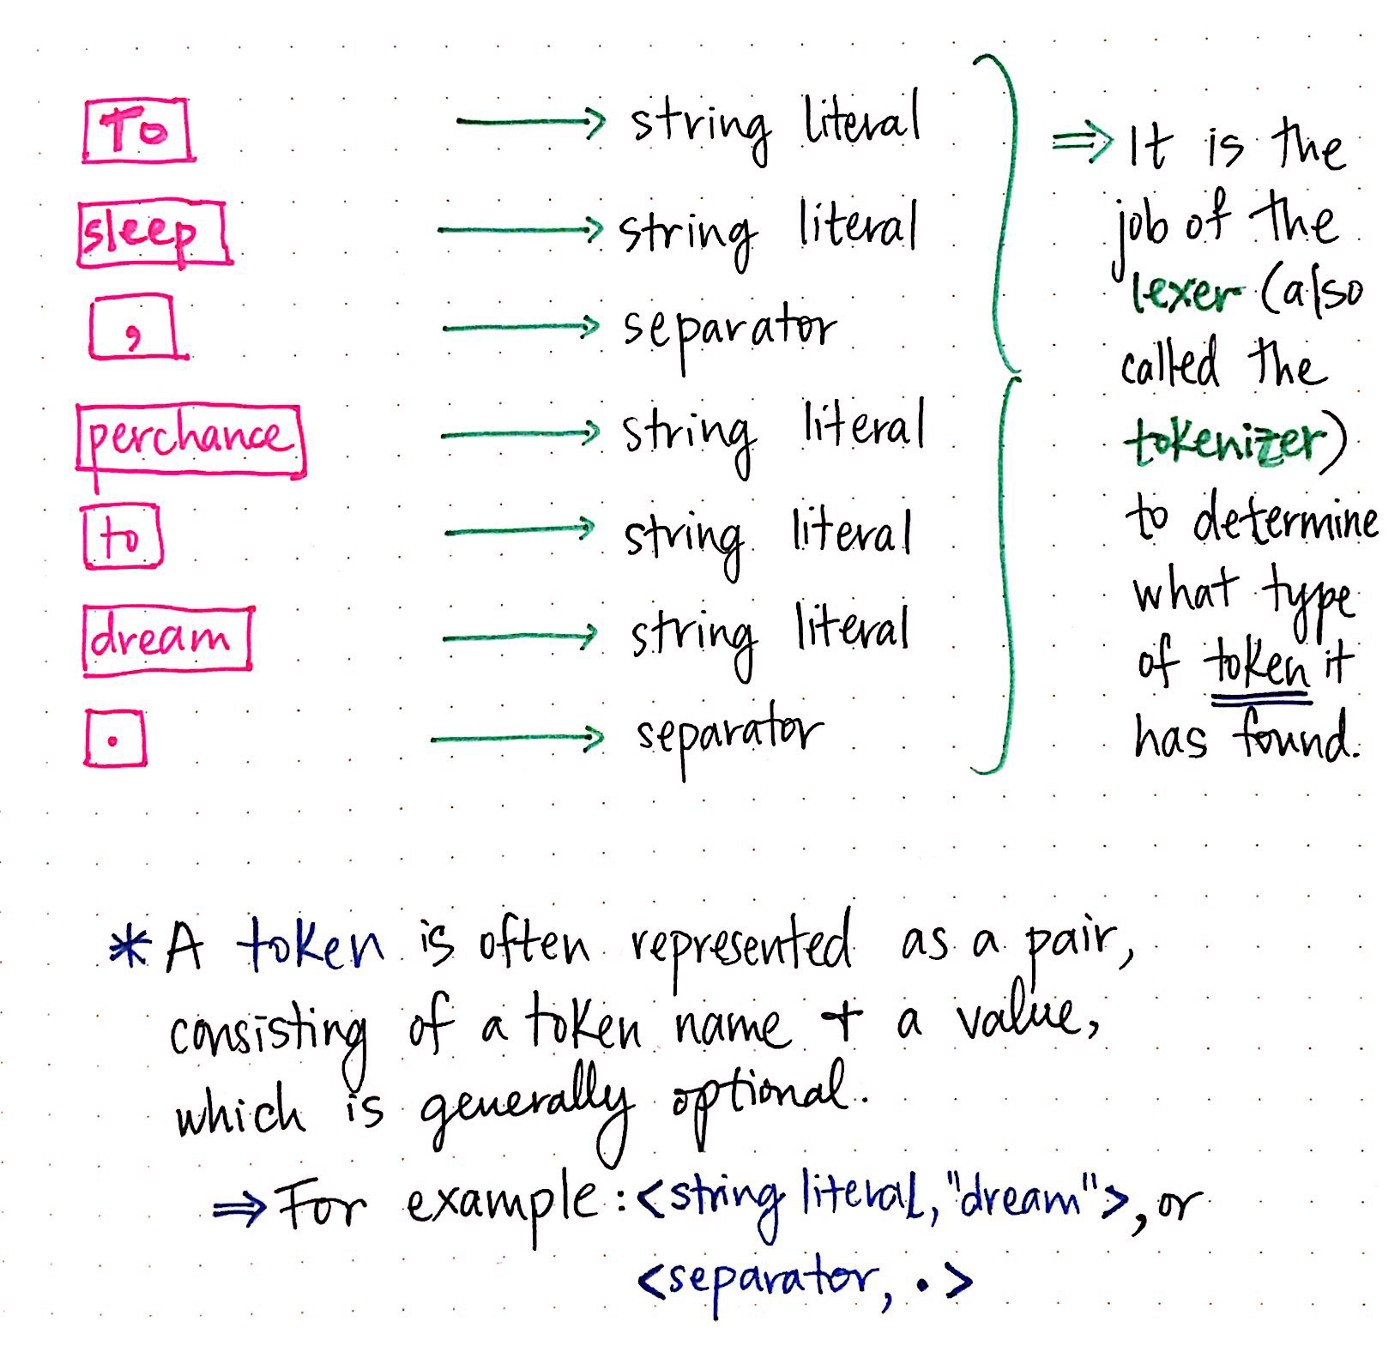 To → string literal
sleep → string literal
, → separator
perchance → string literal
to → string literal
dream → string literal
. → separator
⇒ It is the
job of the
lexer (also
called the
tokenizer)
to determine
what type
of token it
has found.
* A token is often represented as a pair,
consisting of a token name + a value,
which is generally optional.
⇒ For example: <string literal, "dream">, or
<separator, .>